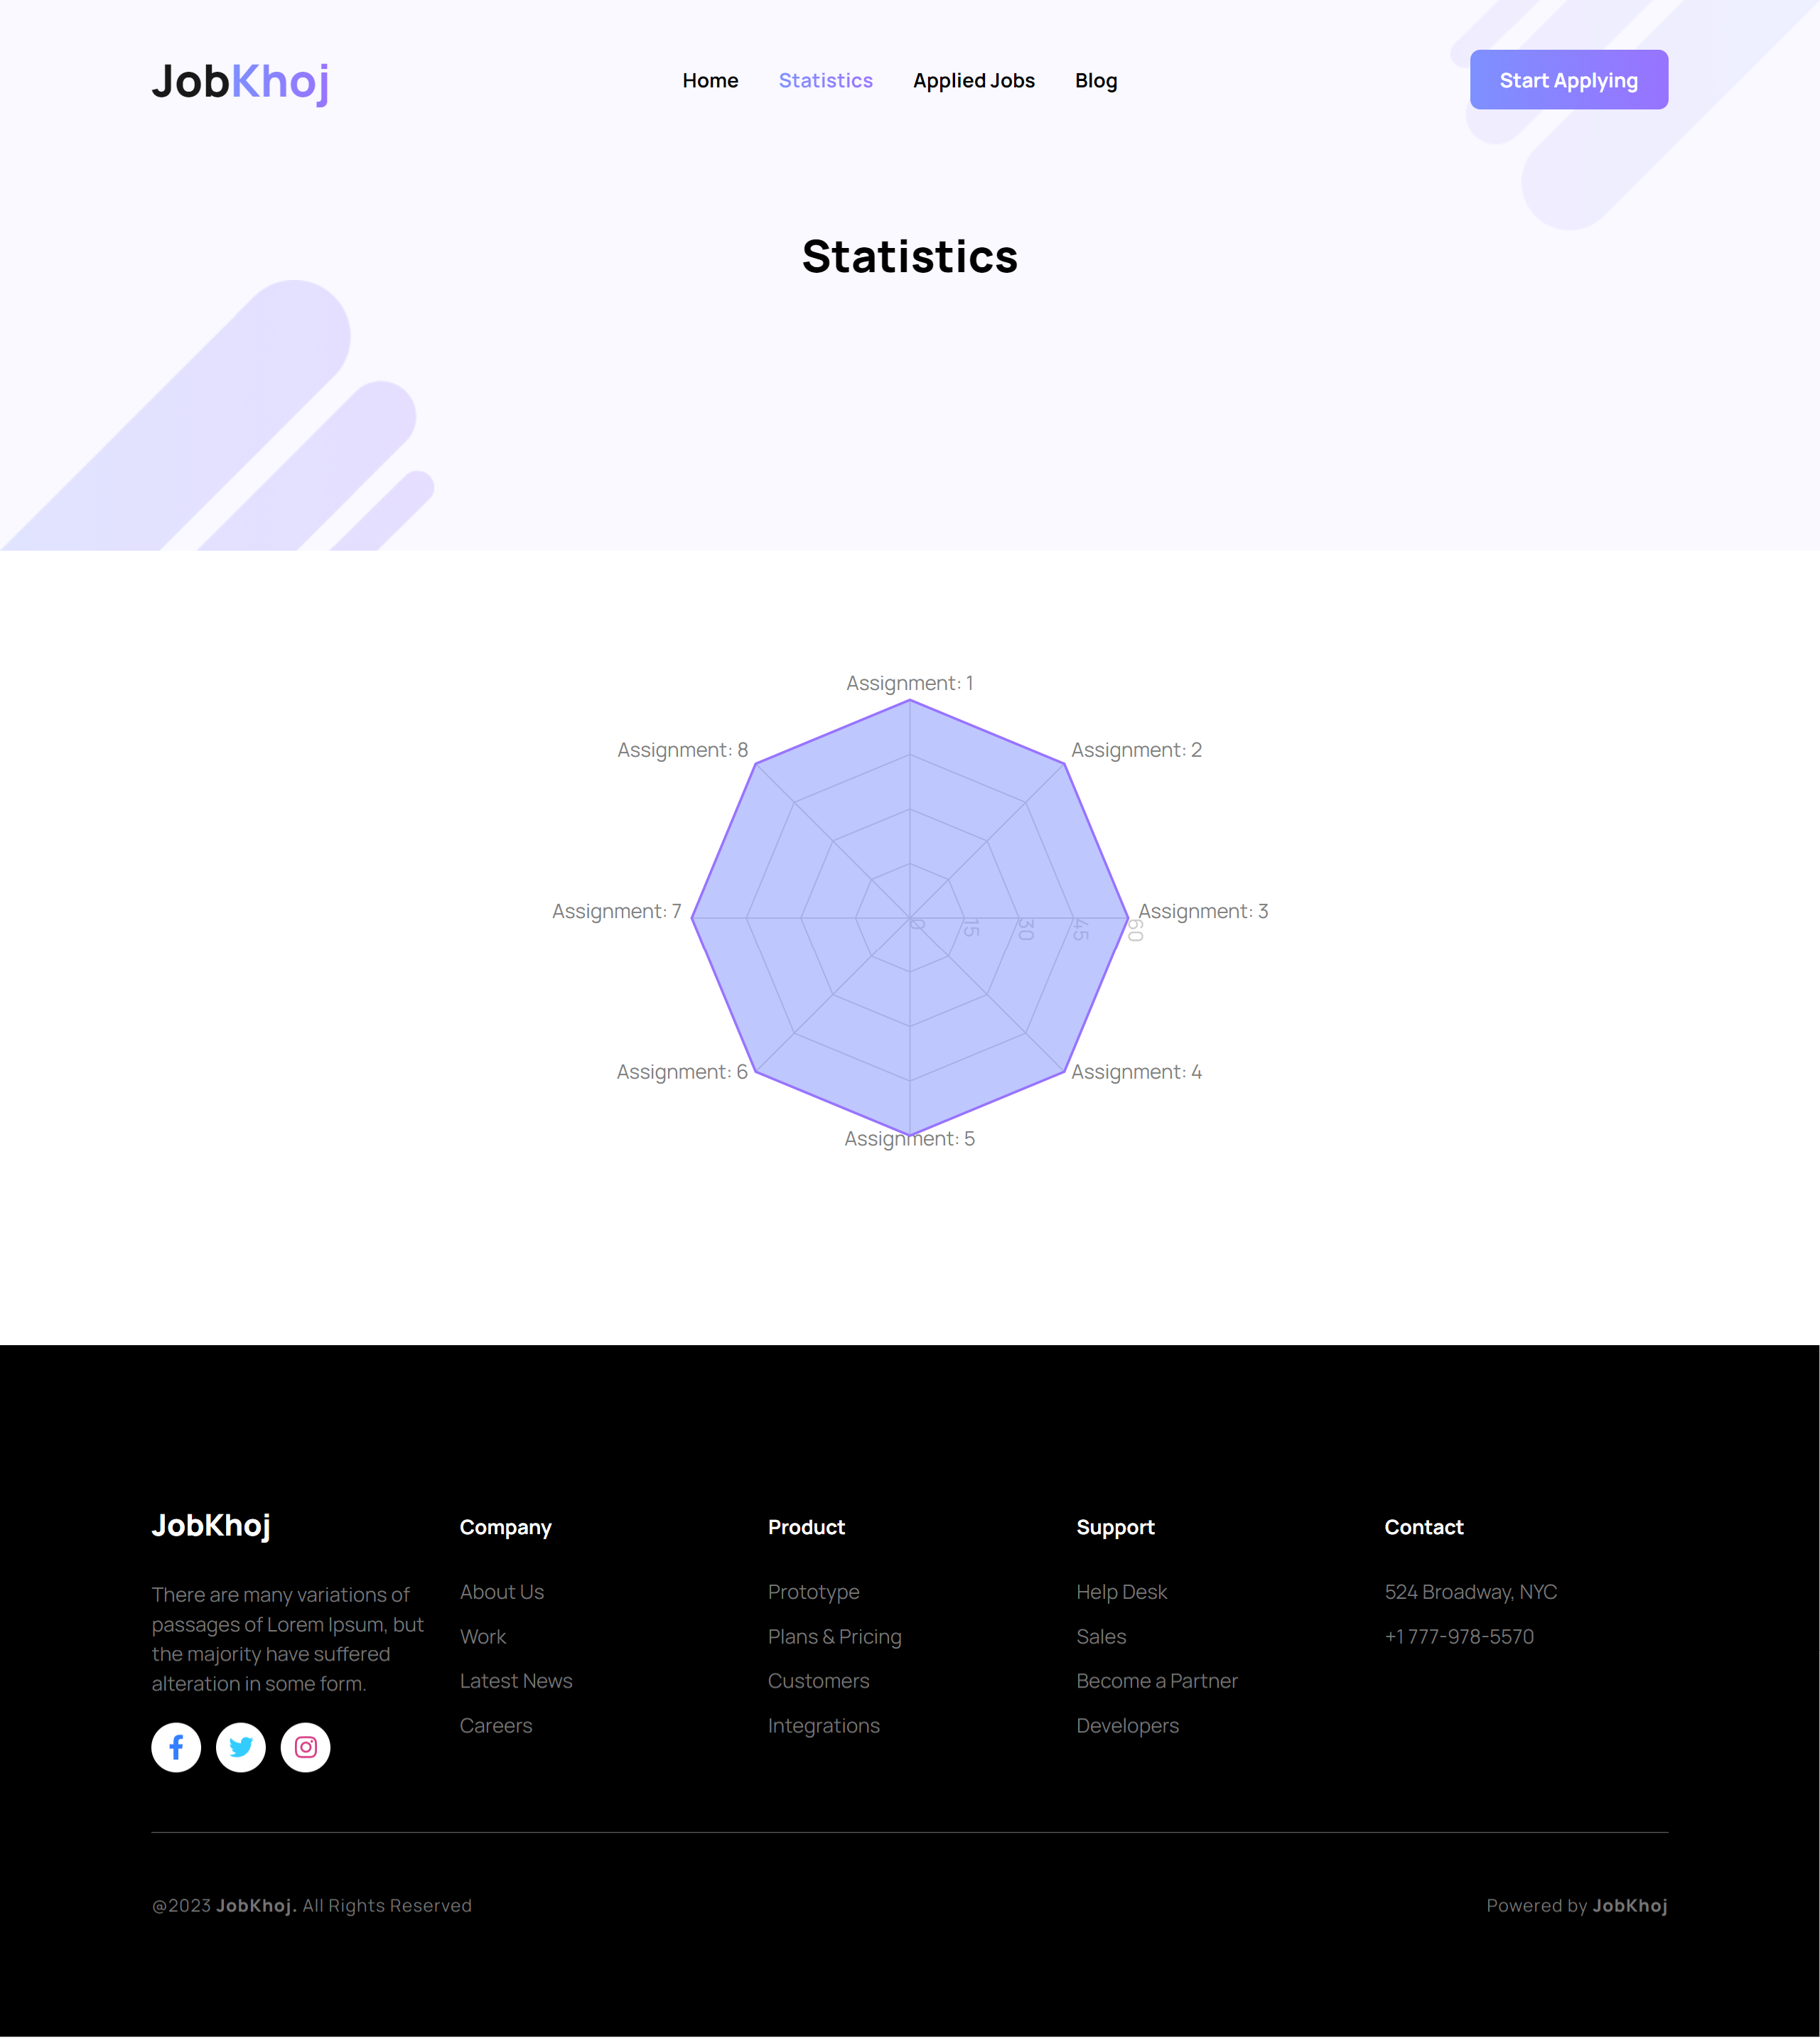 JobKhoj
Home
Statistics
Applied Jobs
Blog
Start Applying
Statistics
Assignment: 1
Assignment: 8
Assignment: 2
Assignment: 7
Assignment: 3
0
15
30
45
60
Assignment: 6
Assignment: 4
Assignment: 5
JobKhoj
There are many variations of
passages of Lorem Ipsum, but
the majority have suffered
alteration in some form.
Company
About Us
Work
Latest News
Careers
Product
Prototype
Plans & Pricing
Customers
Integrations
Support
Help Desk
Sales
Become a Partner
Developers
Contact
524 Broadway, NYC
+1 777-978-5570
@2023 JobKhoj. All Rights Reserved
Powered by JobKhoj